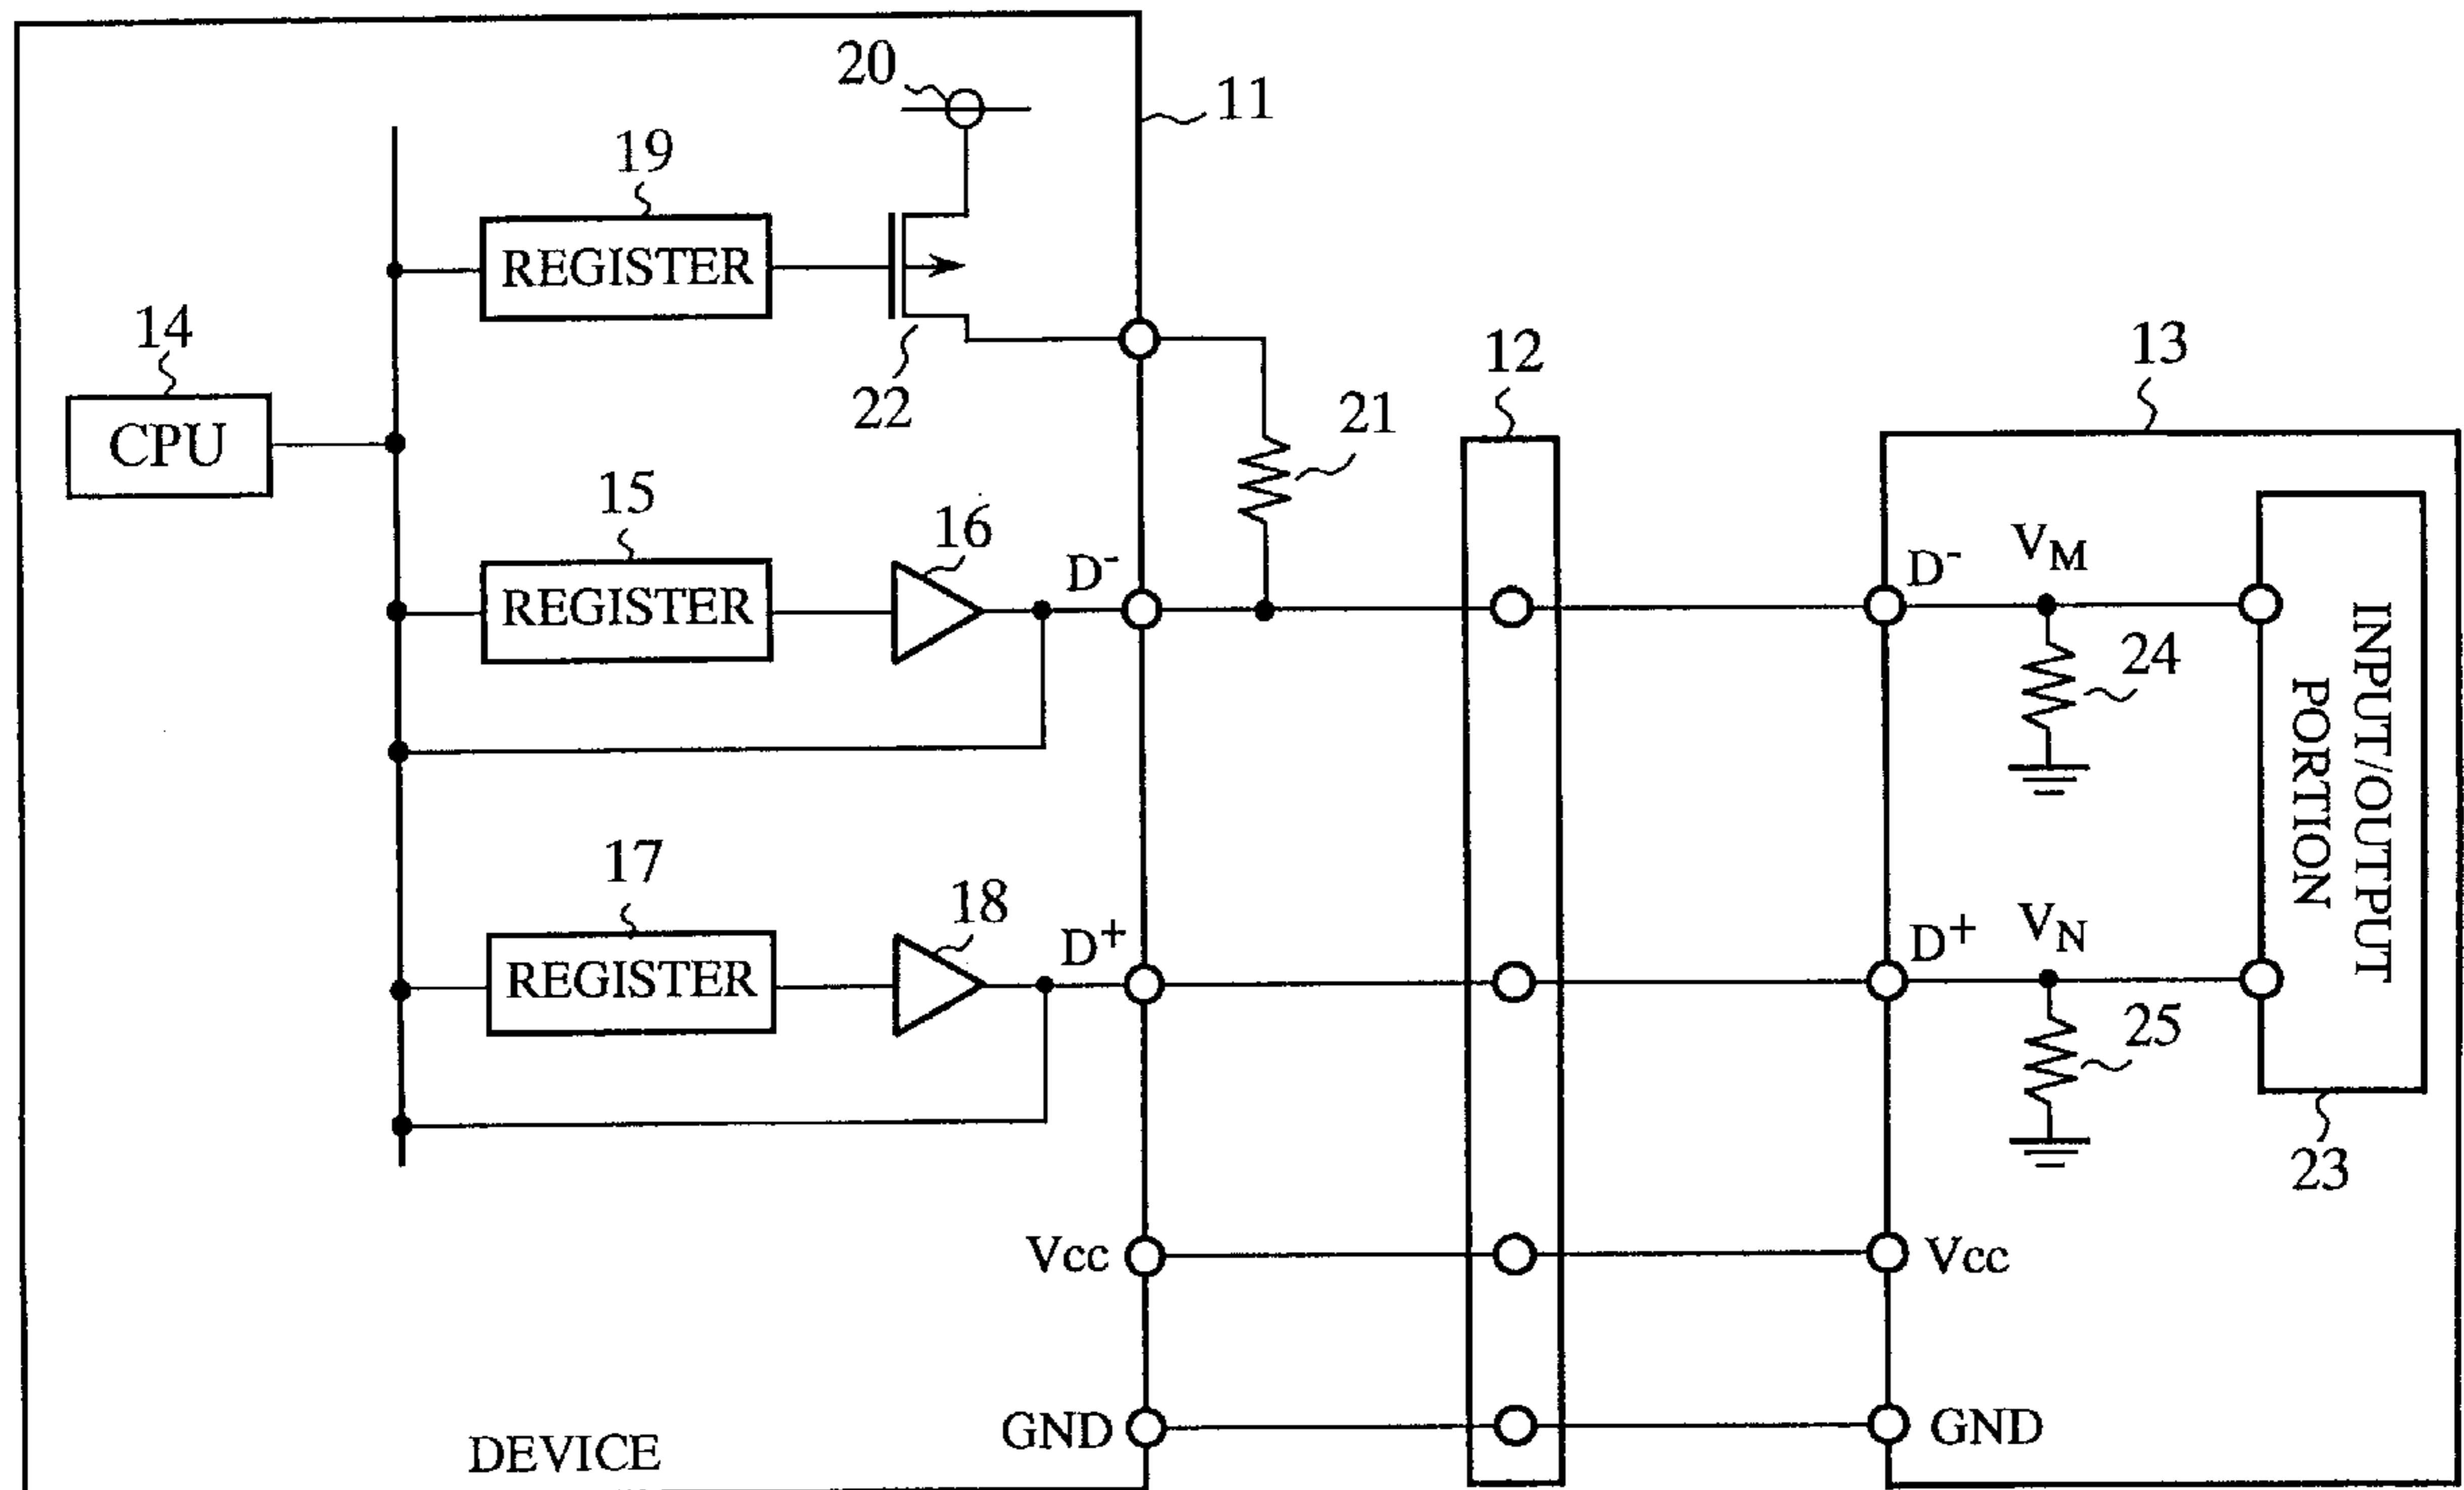 20
11
19
REGISTER
14
CPU
22
12
13
21
15
REGISTER
16
D-
D-
VM
24
INPUT/OUTPUT
PORTION
17
REGISTER
18
D+
D+
VN
25
23
Vcc
Vcc
GND
GND
DEVICE